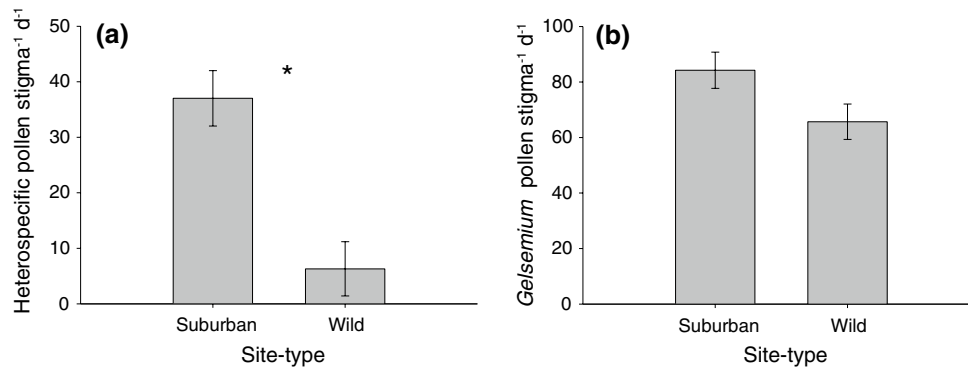 (a)
Heterospecific pollen stigma⁻¹ d⁻¹
50
40
30
20
10
0
*
Suburban Wild
Site-type
(b)
Gelsemium pollen stigma⁻¹ d⁻¹
100
80
60
40
20
0
Suburban Wild
Site-type